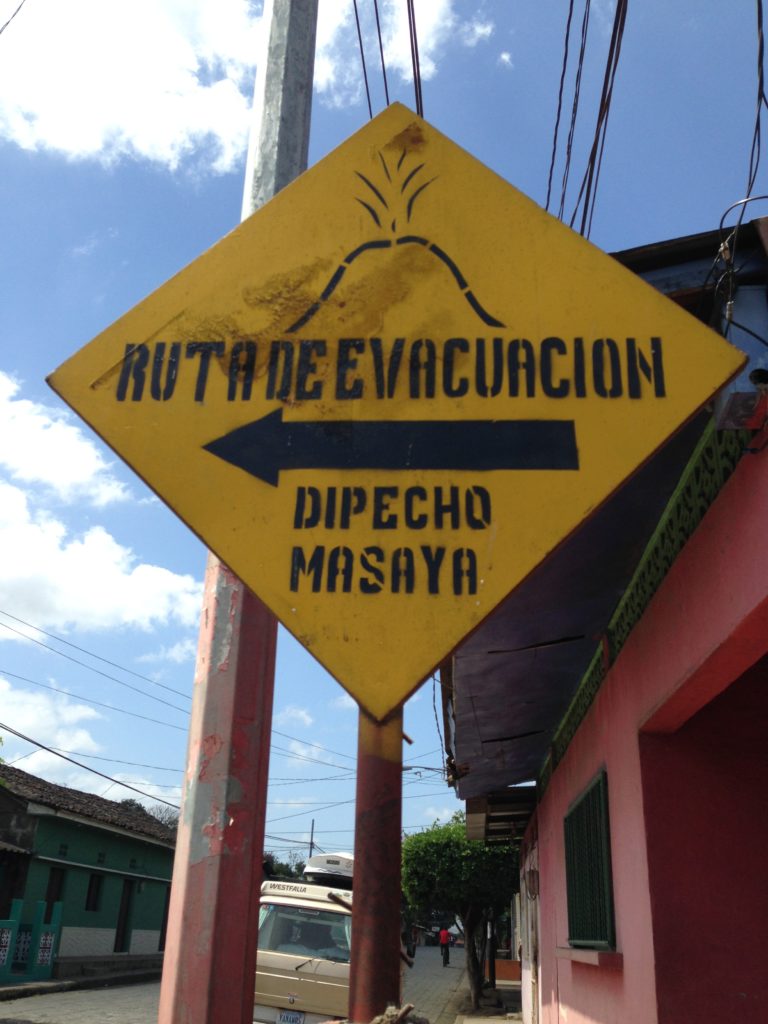 RUTA DE EVACUACION
DIPECHO
MASAYA
WESTFALIA